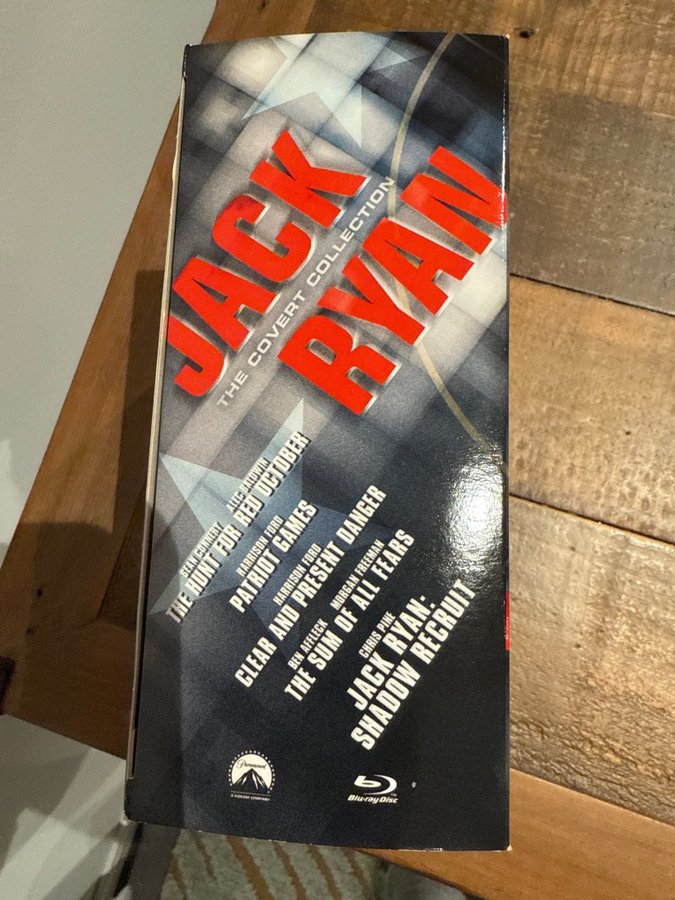 JACK
THE COVERT COLLECTION
RYAN
SEAN CONNERY ALEC BALDWIN
THE HUNT FOR RED OCTOBER
HARRISON FORD
PATRIOT GAMES
HARRISON FORD
CLEAR AND PRESENT DANGER
BEN AFFLECK MORGAN FREEMAN
THE SUM OF ALL FEARS
CHRIS PINE
JACK RYAN:
SHADOW RECRUIT
Paramount
A VIACOM COMPANY
Blu-ray Disc